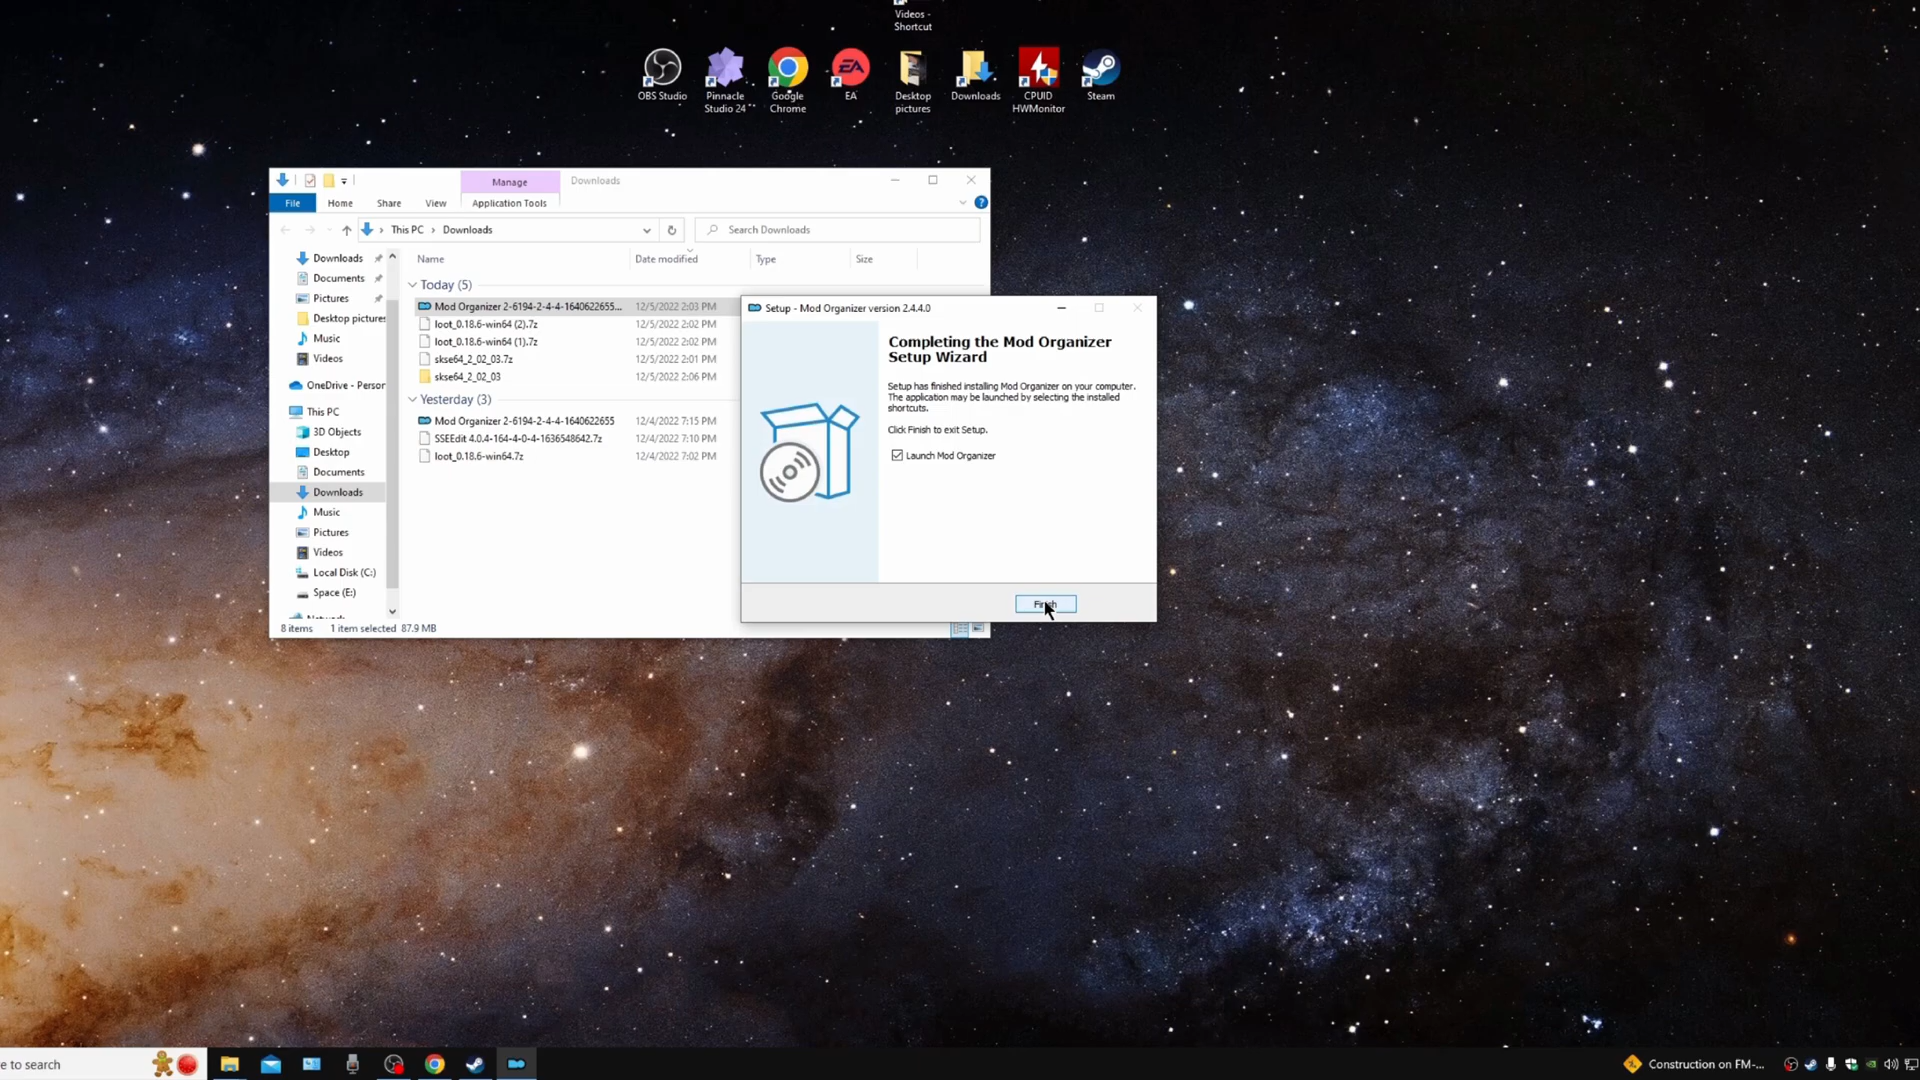 Videos -
Shortcut
OBS Studio
Pinnacle
Studio 24
Google
Chrome
EA
Desktop
pictures
Downloads
CPUID
HWMonitor
Steam
Manage
Downloads
File
Home
Share
View
Application Tools
This PC
Downloads
Search Downloads
Downloads
Documents
Pictures
Desktop pictures
Music
Videos
OneDrive - Person
This PC
3D Objects
Desktop
Documents
Downloads
Music
Pictures
Videos
Local Disk (C:)
Space (E:)
Name
Date modified
Type
Size
Today (5)
Mod Organizer 2-6194-2-4-4-1640622655... 12/5/2022 2:03 PM
loot_0.18.6-win64 (2).7z 12/5/2022 2:02 PM
loot_0.18.6-win64 (1).7z 12/5/2022 2:02 PM
skse64_2_02_03.7z 12/5/2022 2:01 PM
skse64_2_02_03 12/5/2022 2:06 PM
Yesterday (3)
Mod Organizer 2-6194-2-4-4-1640622655 12/4/2022 7:15 PM
SSEEdit 4.0.4-164-4-0-4-1636548642.7z 12/4/2022 7:10 PM
loot_0.18.6-win64.7z 12/4/2022 7:02 PM
8 items 1 item selected 87.9 MB
Setup - Mod Organizer version 2.4.4.0
Completing the Mod Organizer
Setup Wizard
Setup has finished installing Mod Organizer on your computer.
The application may be launched by selecting the installed
shortcuts.
Click Finish to exit Setup.
Launch Mod Organizer
Finish
e to search
Construction on FM-...